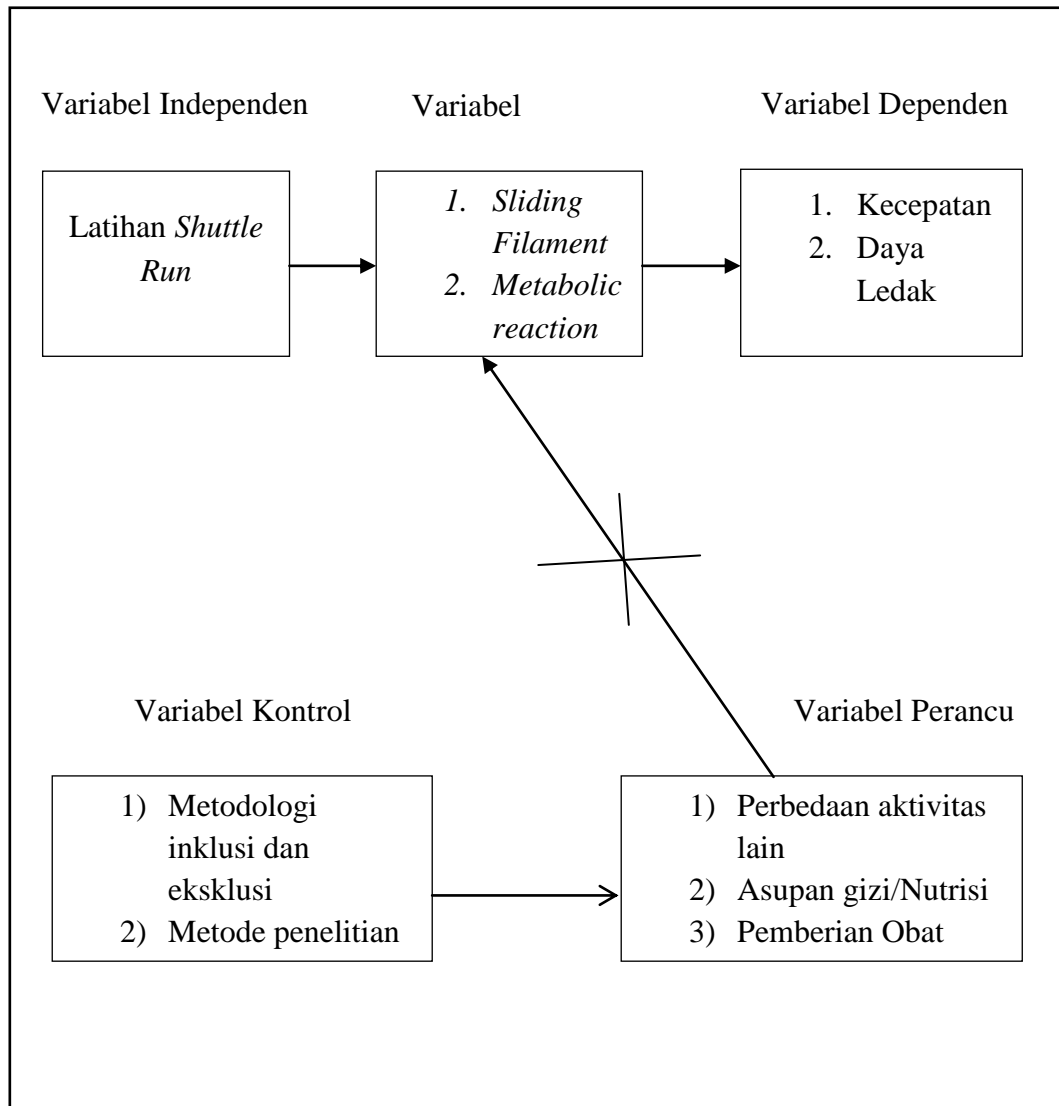 Variabel Independen
Variabel
Variabel Dependen
Latihan Shuttle
Run
1. Sliding
Filament
2. Metabolic
reaction
1. Kecepatan
2. Daya
Ledak
Variabel Kontrol
Variabel Perancu
1) Metodologi
inklusi dan
eksklusi
2) Metode penelitian
1) Perbedaan aktivitas
lain
2) Asupan gizi/Nutrisi
3) Pemberian Obat